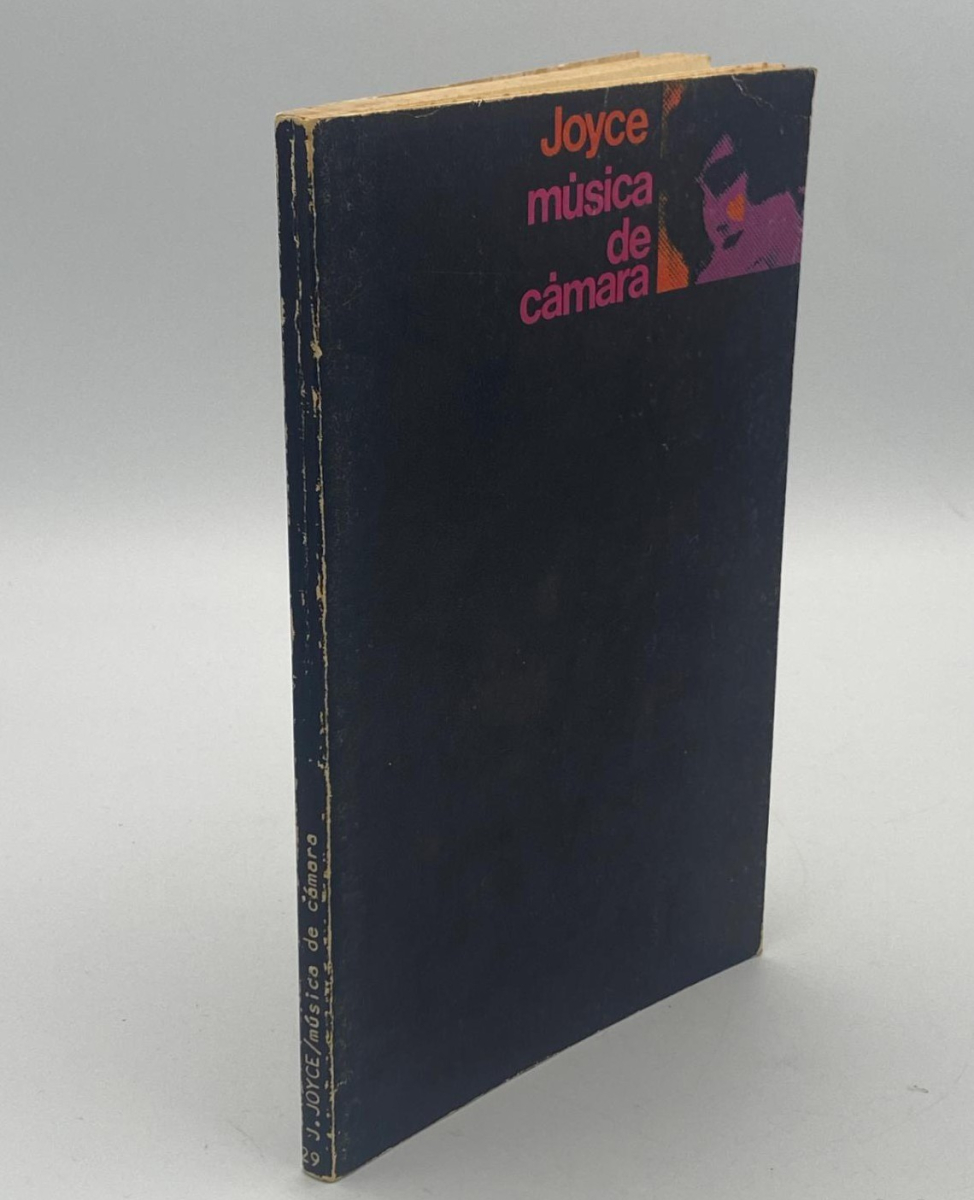 Joyce
música
de
cámara
29 J.JOYCE/música de cámara